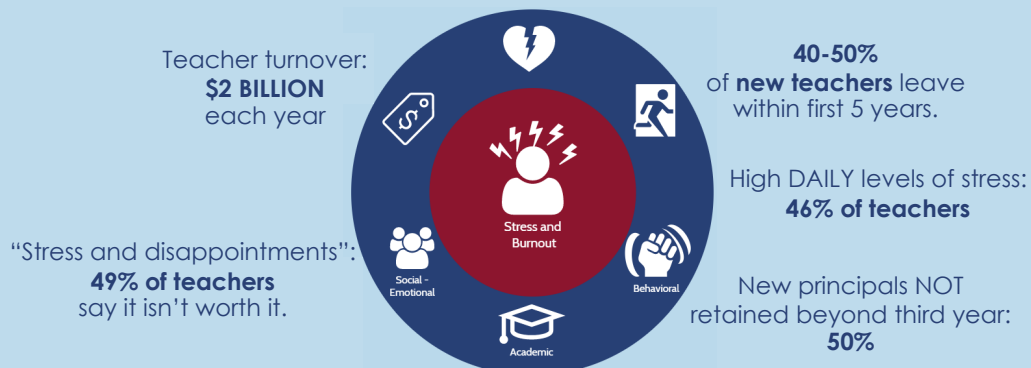 Teacher turnover:
$2 BILLION
each year
40-50%
of new teachers leave
within first 5 years.
$
High DAILY levels of stress:
46% of teachers
Stress and
Burnout
“Stress and disappointments”:
49% of teachers
say it isn’t worth it.
Social –
Emotional
Behavioral
New principals NOT
retained beyond third year:
50%
Academic